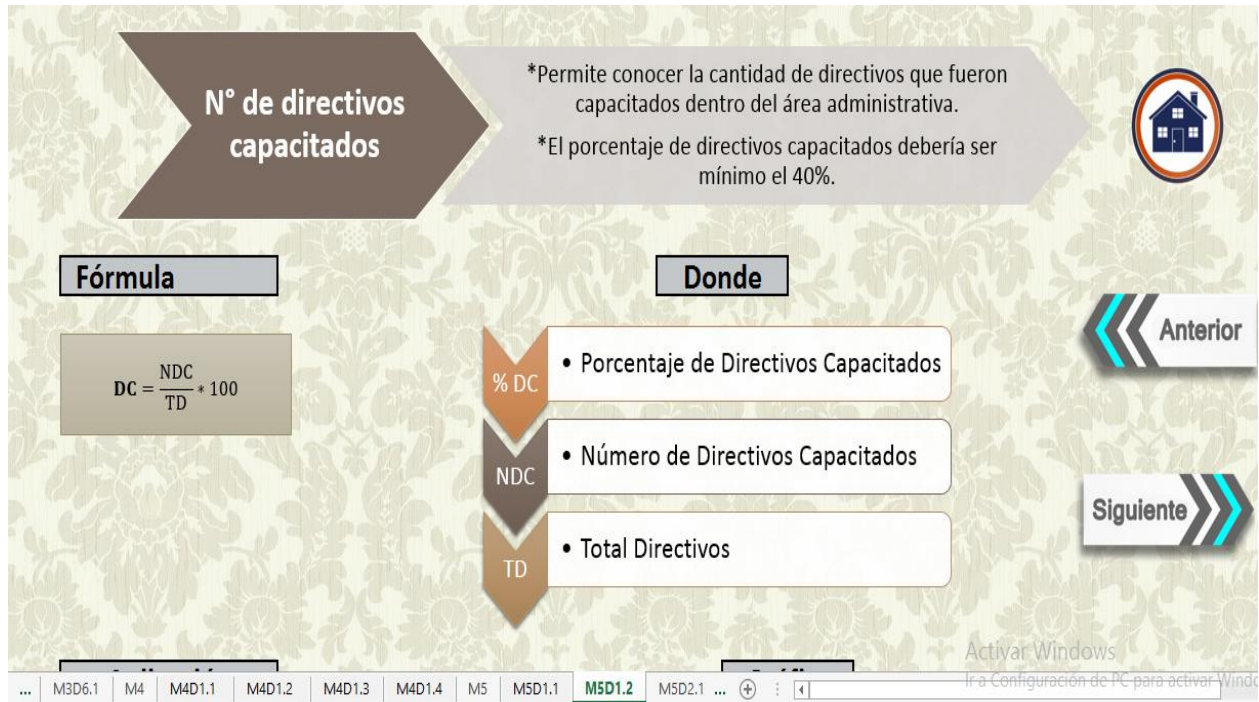 N° de directivos
capacitados
*Permite conocer la cantidad de directivos que fueron
capacitados dentro del área administrativa.
*El porcentaje de directivos capacitados debería ser
mínimo el 40%.
Fórmula
Donde
DC = NDC / TD * 100
% DC
• Porcentaje de Directivos Capacitados
NDC
• Número de Directivos Capacitados
TD
• Total Directivos
Anterior
Siguiente
Activar Windows
Ir a Configuración de PC para activar Windo
... M3D6.1 M4 M4D1.1 M4D1.2 M4D1.3 M4D1.4 M5 M5D1.1 M5D1.2 M5D2.1 ...